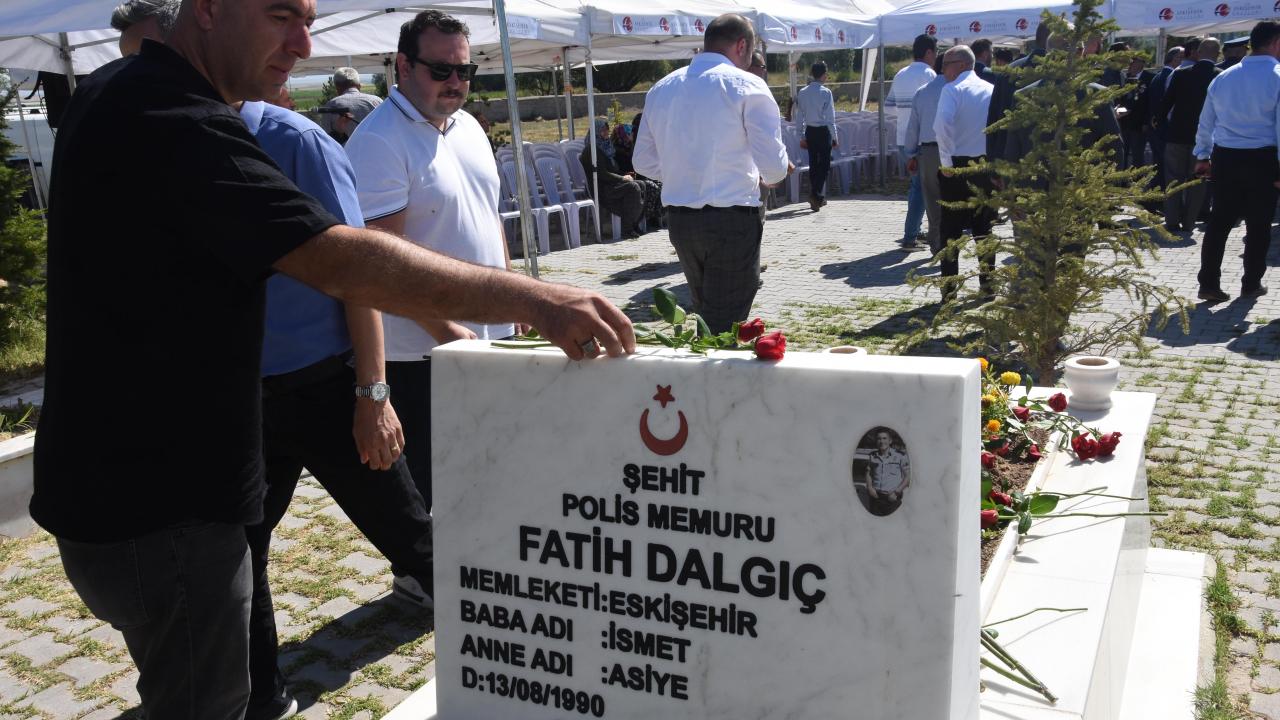 ŞEHİT
POLİS MEMURU
FATİH DALGIÇ
MEMLEKETİ:ESKİŞEHİR
BABA ADI :İSMET
ANNE ADI :ASİYE
D:13/08/1990